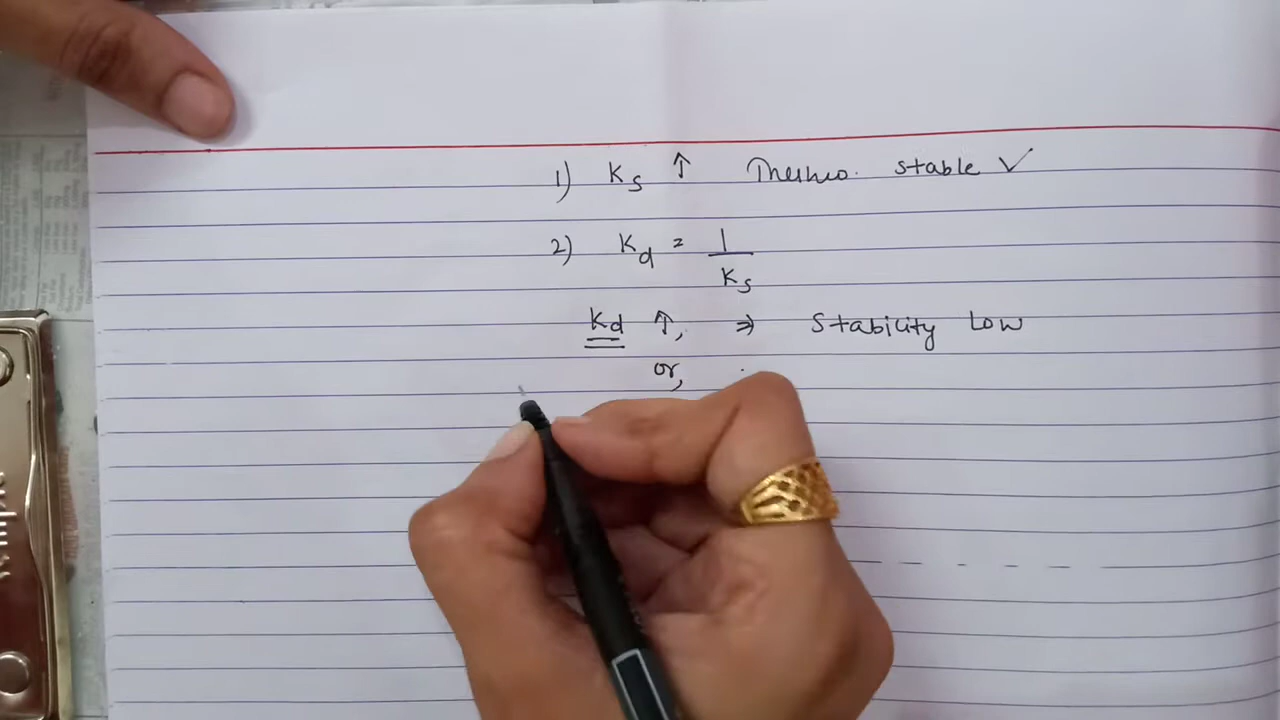 1) Ks ↑ Thermo. stable ✓
2) Kd = 1/Ks
Kd ↑, ⇒ Stability Low
or,